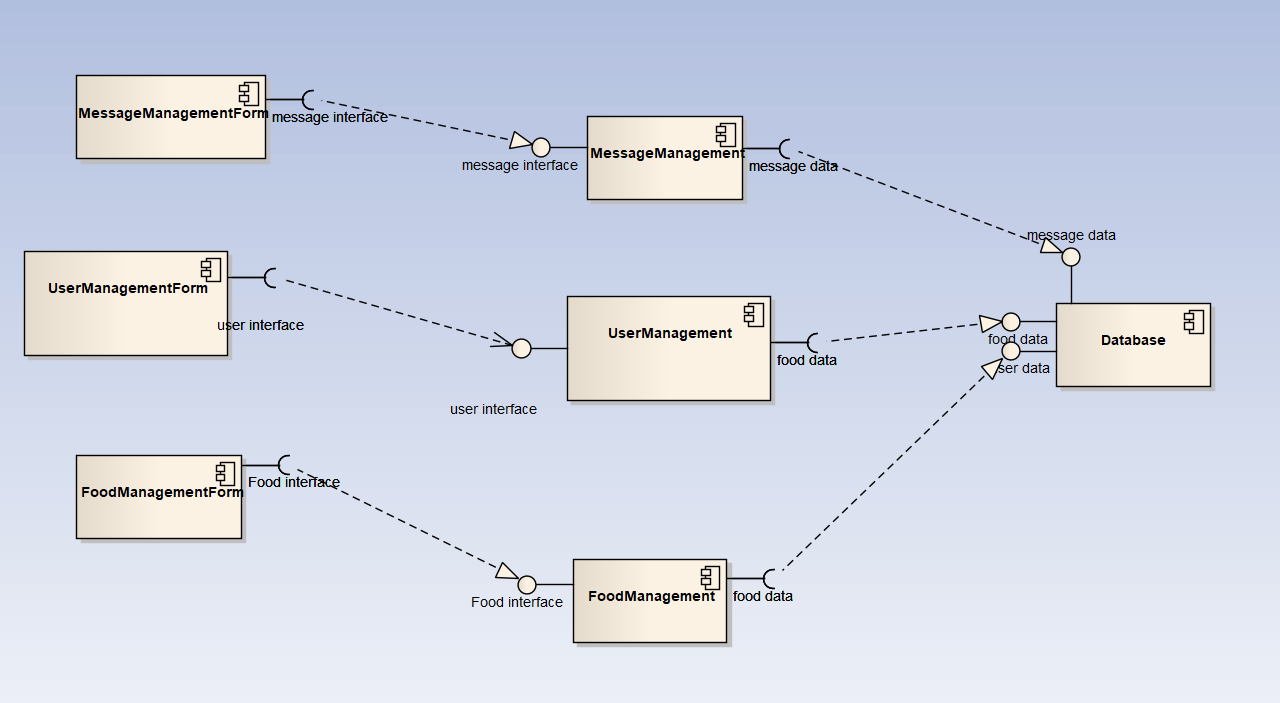 MessageManagementForm
message interface
message interface
MessageManagement
message data
message data
UserManagementForm
user interface
user interface
UserManagement
food data
food data
ser data
Database
FoodManagementForm
Food interface
Food interface
FoodManagement
food data